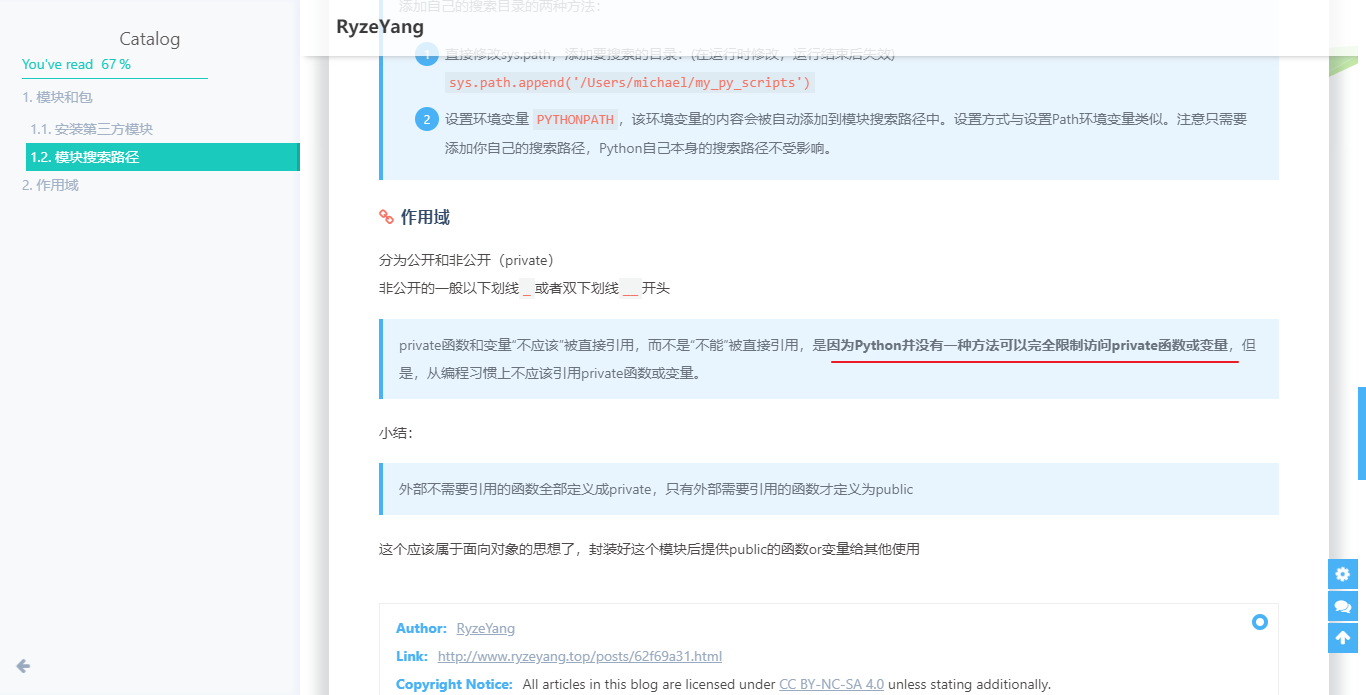 Catalog
You've read 67 %
1. 模块和包
1.1. 安装第三方模块
1.2. 模块搜索路径
2. 作用域
添加自己的搜索目录的两种方法：
RyzeYang
1 直接修改sys.path，添加要搜索的目录：(在运行时修改，运行结束后失效)
sys.path.append('/Users/michael/my_py_scripts')
2 设置环境变量 PYTHONPATH ，该环境变量的内容会被自动添加到模块搜索路径中。设置方式与设置Path环境变量类似。注意只需要
添加你自己的搜索路径，Python自己本身的搜索路径不受影响。
作用域
分为公开和非公开（private）
非公开的一般以下划线 _ 或者双下划线 __ 开头
private函数和变量“不应该”被直接引用，而不是“不能”被直接引用，是因为Python并没有一种方法可以完全限制访问private函数或变量，但
是，从编程习惯上不应该引用private函数或变量。
小结：
外部不需要引用的函数全部定义成private，只有外部需要引用的函数才定义为public
这个应该属于面向对象的思想了，封装好这个模块后提供public的函数or变量给其他使用
Author: RyzeYang
Link: http://www.ryzeyang.top/posts/62f69a31.html
Copyright Notice: All articles in this blog are licensed under CC BY-NC-SA 4.0 unless stating additionally.